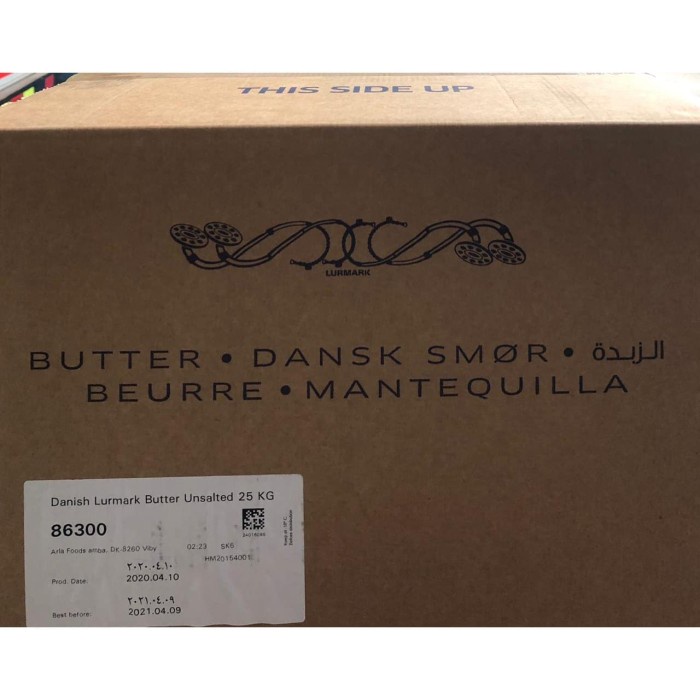 THIS SIDE UP
LURMARK
BUTTER • DANSK SMØR • الزبدة
BEURRE • MANTEQUILLA
Danish Lurmark Butter Unsalted 25 KG
86300
Arla Foods amba, DK-8260 Viby 02:23 SKS
HM20154001
٢٠٢٠.٠٤.١٠
Prod. Date: 2020.04.10
٢٠٢١.٠٤.٠٩
Best before: 2021.04.09